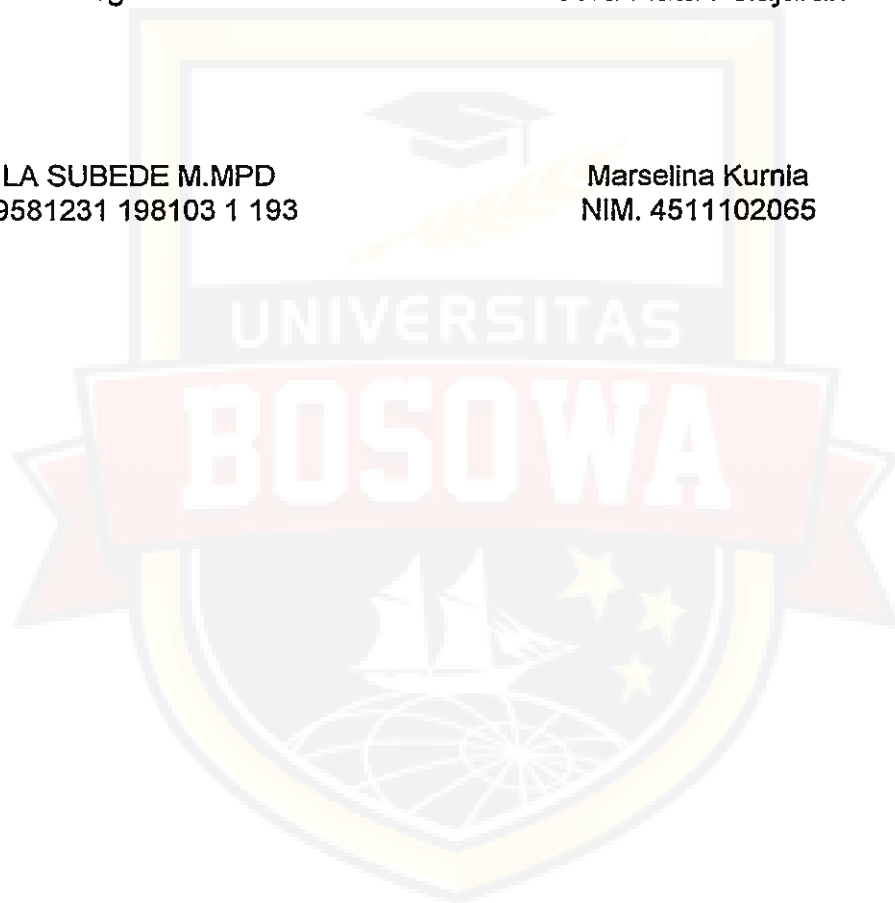 LA SUBEDE M.MPD
9581231 198103 1 193
Marselina Kurnia
NIM. 4511102065
UNIVERSITAS
BOSOWA